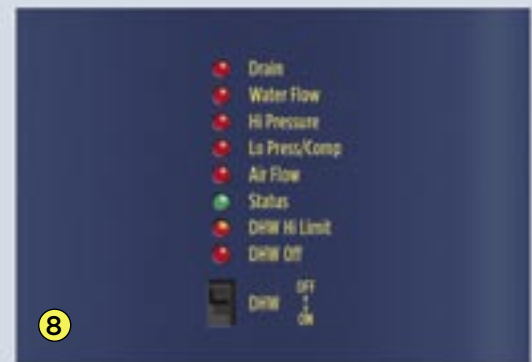 Drain
Water Flow
Hi Pressure
Lo Press/Comp
Air Flow
Status
DHW Hi Limit
DHW Off
OFF
DHW
ON
8